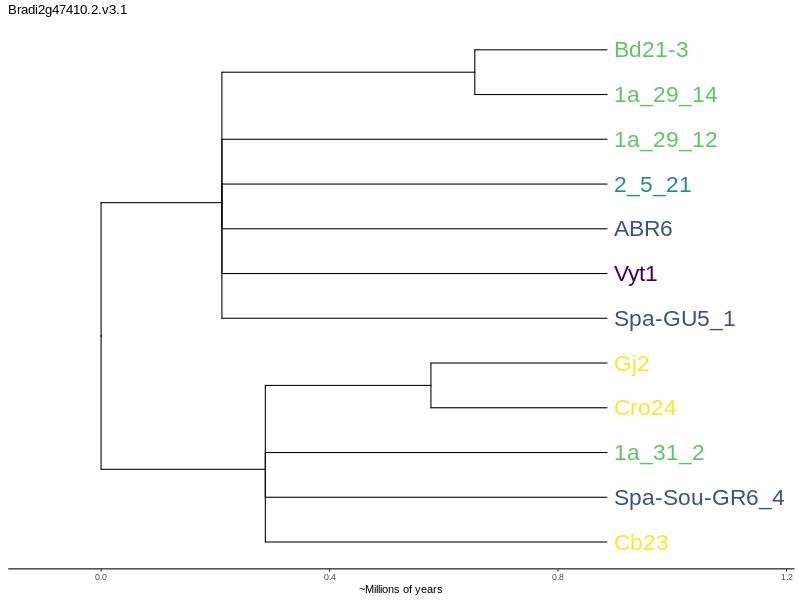 Bradi2g47410.2.v3.1
Bd21-3
1a_29_14
1a_29_12
2_5_21
ABR6
Vyt1
Spa-GU5_1
Gj2
Cro24
1a_31_2
Spa-Sou-GR6_4
Cb23
0.0 0.4 0.8 1.2
~Millions of years